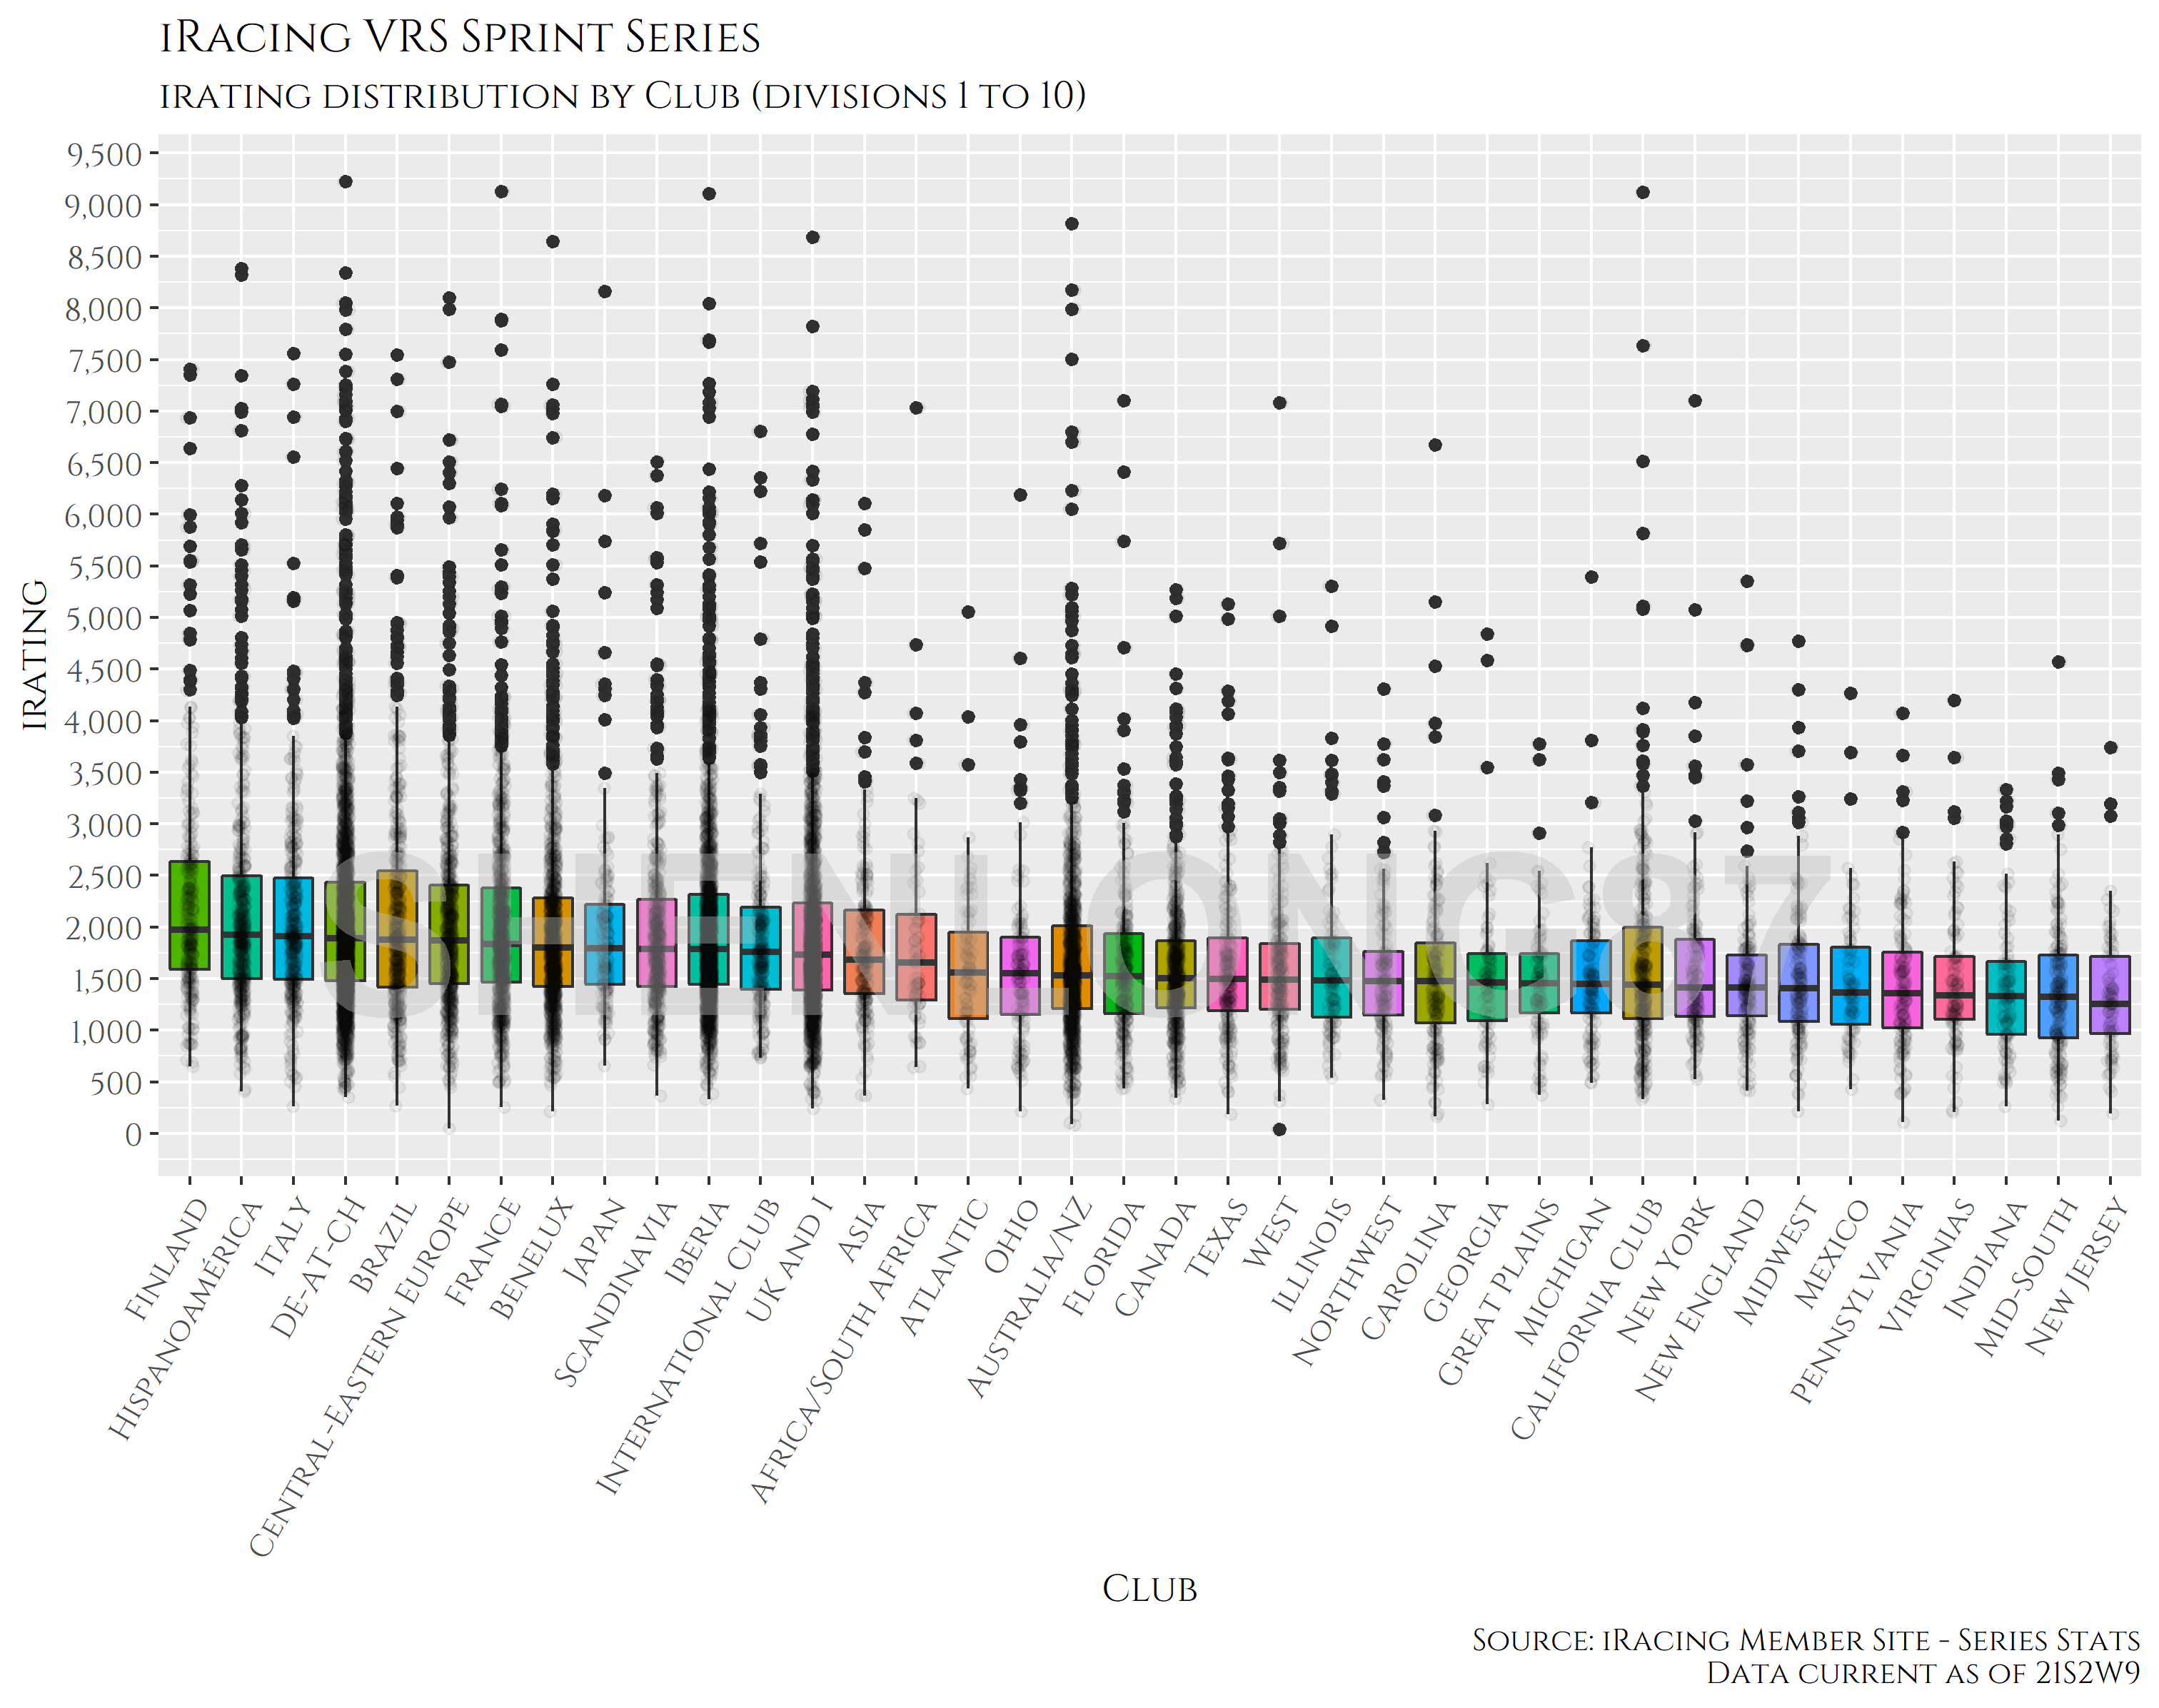 iRacing VRS Sprint Series
irating distribution by Club (divisions 1 to 10)
9,500
9,000
8,500
8,000
7,500
7,000
6,500
6,000
5,500
5,000
4,500
4,000
3,500
3,000
2,500
2,000
1,500
1,000
500
0
irating
SHENLONG87
Finland
Hispanoamérica
Italy
DE-AT-CH
Brazil
Central-Eastern Europe
France
Benelux
Japan
Scandinavia
Iberia
International Club
UK and I
Asia
Africa/South Africa
Atlantic
Ohio
Australia/NZ
Florida
Canada
Texas
West
Illinois
Northwest
Carolina
Georgia
Great Plains
Michigan
California Club
New York
New England
Midwest
Mexico
Pennsylvania
Virginias
Indiana
Mid-South
New Jersey
Club
Source: iRacing Member Site - Series Stats
Data current as of 21S2W9